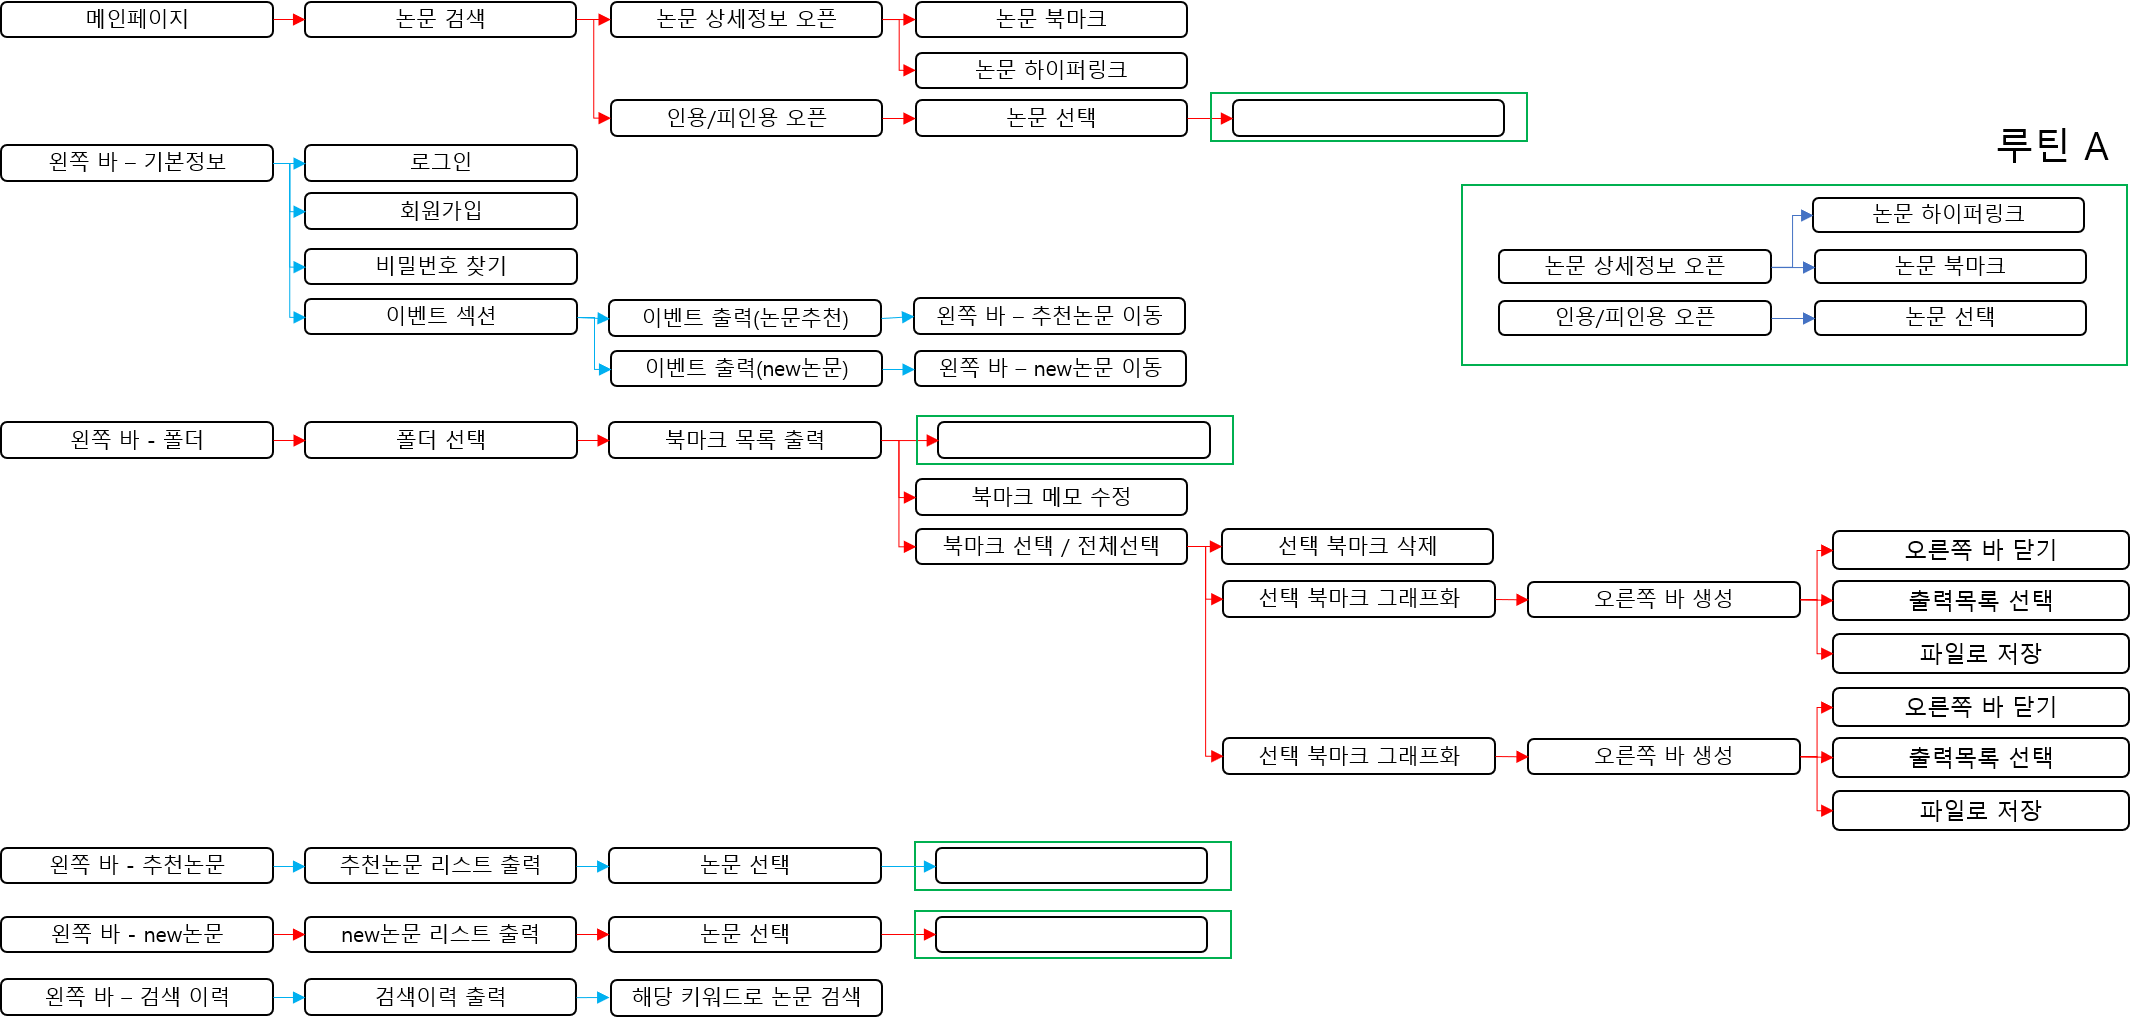 메인페이지
논문 검색
논문 상세정보 오픈
논문 북마크
논문 하이퍼링크
인용/피인용 오픈
논문 선택
루틴 A
논문 하이퍼링크
논문 상세정보 오픈
논문 북마크
인용/피인용 오픈
논문 선택
왼쪽 바 – 기본정보
로그인
회원가입
비밀번호 찾기
이벤트 섹션
이벤트 출력(논문추천)
왼쪽 바 – 추천논문 이동
이벤트 출력(new논문)
왼쪽 바 – new논문 이동
왼쪽 바 - 폴더
폴더 선택
북마크 목록 출력
북마크 메모 수정
북마크 선택 / 전체선택
선택 북마크 삭제
선택 북마크 그래프화
오른쪽 바 생성
오른쪽 바 닫기
출력목록 선택
파일로 저장
선택 북마크 그래프화
오른쪽 바 생성
오른쪽 바 닫기
출력목록 선택
파일로 저장
왼쪽 바 - 추천논문
추천논문 리스트 출력
논문 선택
왼쪽 바 - new논문
new논문 리스트 출력
논문 선택
왼쪽 바 – 검색 이력
검색이력 출력
해당 키워드로 논문 검색